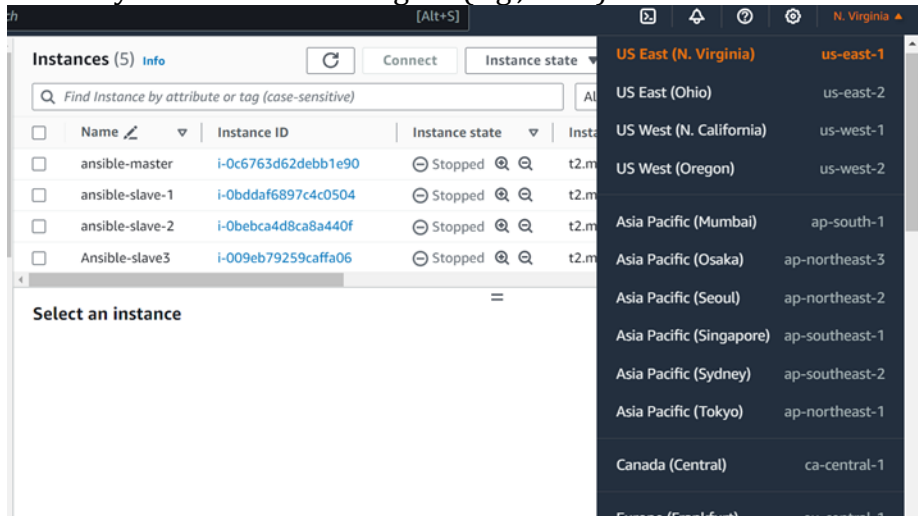 ch [Alt+S] N. Virginia
Instances (5) Info Connect Instance state
Find Instance by attribute or tag (case-sensitive)
Name Instance ID Instance state
ansible-master i-0c6763d62debb1e90 Stopped t2.m
ansible-slave-1 i-0bddaf6897c4c0504 Stopped t2.m
ansible-slave-2 i-0bebca4d8ca8a440f Stopped t2.m
Ansible-slave3 i-009eb79259caffa06 Stopped t2.m
Select an instance
US East (N. Virginia) us-east-1
US East (Ohio) us-east-2
US West (N. California) us-west-1
US West (Oregon) us-west-2
Asia Pacific (Mumbai) ap-south-1
Asia Pacific (Osaka) ap-northeast-3
Asia Pacific (Seoul) ap-northeast-2
Asia Pacific (Singapore) ap-southeast-1
Asia Pacific (Sydney) ap-southeast-2
Asia Pacific (Tokyo) ap-northeast-1
Canada (Central) ca-central-1